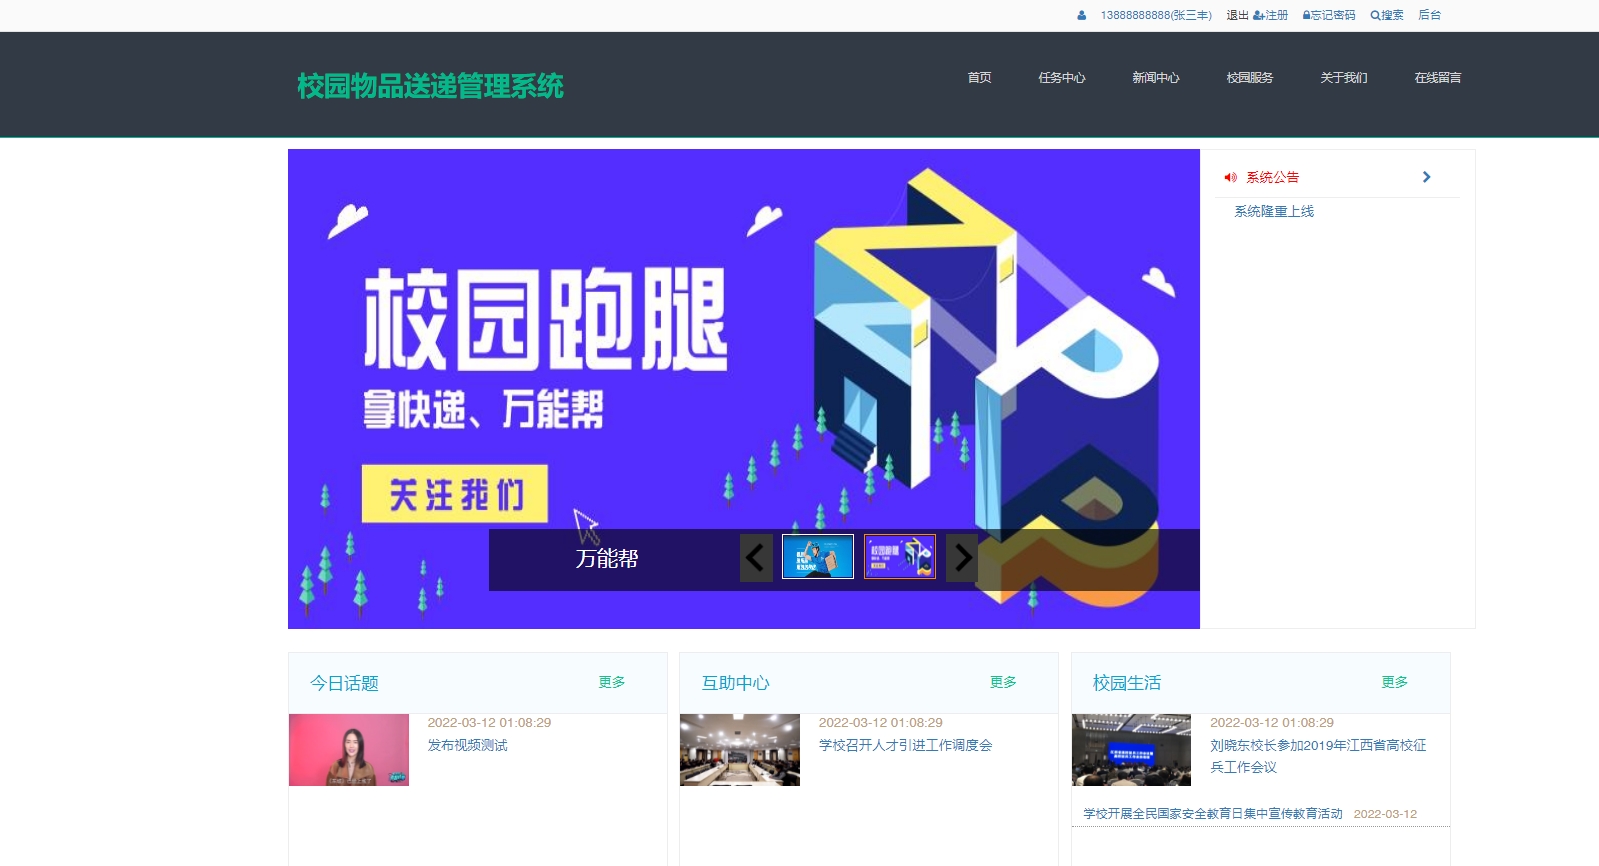 13888888888(张三丰) 退出 注册 忘记密码 搜索 后台
校园物品送递管理系统
首页 任务中心 新闻中心 校园服务 关于我们 在线留言
校园跑腿
拿快递、万能帮
关注我们
万能帮
系统公告
系统隆重上线
今日话题 更多
2022-03-12 01:08:29
发布视频测试
互助中心 更多
2022-03-12 01:08:29
学校召开人才引进工作调度会
校园生活 更多
2022-03-12 01:08:29
刘晓东校长参加2019年江西省高校征
兵工作会议
学校开展全民国家安全教育日集中宣传教育活动 2022-03-12